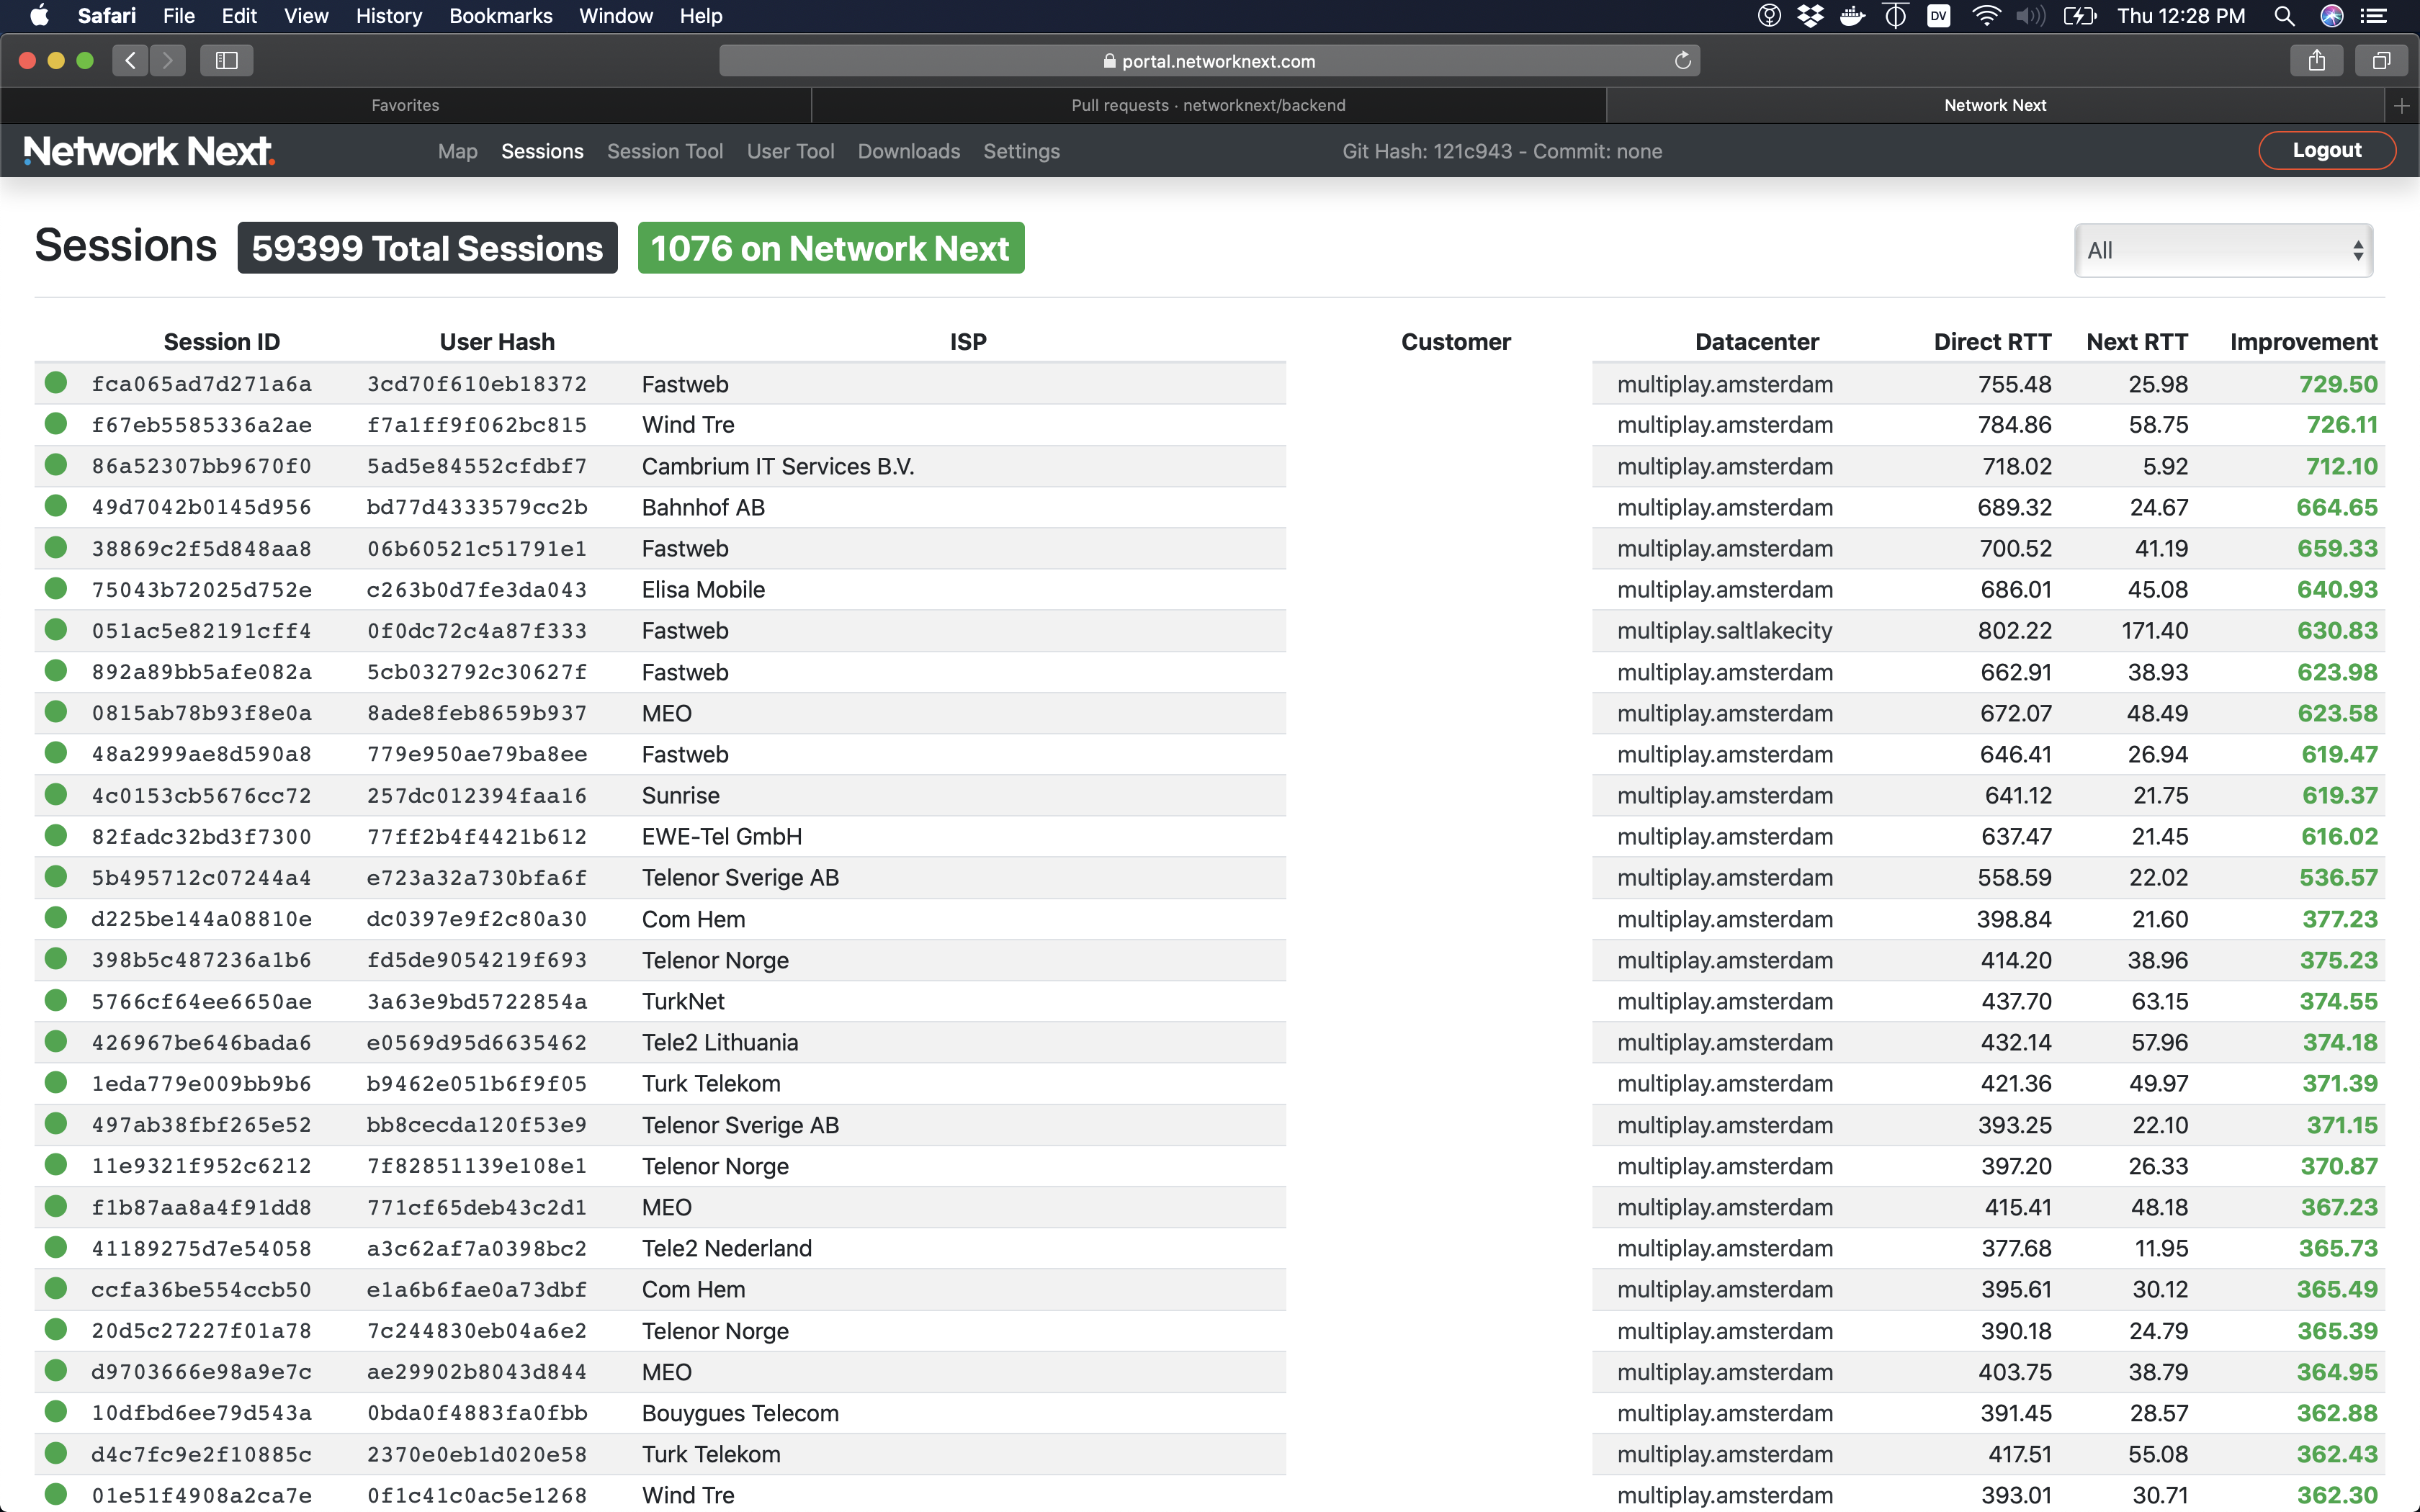 Safari File Edit View History Bookmarks Window Help DV Thu 12:28 PM
portal.networknext.com
Favorites Pull requests · networknext/backend Network Next
Network Next. Map Sessions Session Tool User Tool Downloads Settings Git Hash: 121c943 - Commit: none Logout
Sessions 59399 Total Sessions 1076 on Network Next All
Session ID User Hash ISP Customer Datacenter Direct RTT Next RTT Improvement
fca065ad7d271a6a 3cd70f610eb18372 Fastweb multiplay.amsterdam 755.48 25.98 729.50
f67eb5585336a2ae f7a1ff9f062bc815 Wind Tre multiplay.amsterdam 784.86 58.75 726.11
86a52307bb9670f0 5ad5e84552cfdbf7 Cambrium IT Services B.V. multiplay.amsterdam 718.02 5.92 712.10
49d7042b0145d956 bd77d4333579cc2b Bahnhof AB multiplay.amsterdam 689.32 24.67 664.65
38869c2f5d848aa8 06b60521c51791e1 Fastweb multiplay.amsterdam 700.52 41.19 659.33
75043b72025d752e c263b0d7fe3da043 Elisa Mobile multiplay.amsterdam 686.01 45.08 640.93
051ac5e82191cff4 0f0dc72c4a87f333 Fastweb multiplay.saltlakecity 802.22 171.40 630.83
892a89bb5afe082a 5cb032792c30627f Fastweb multiplay.amsterdam 662.91 38.93 623.98
0815ab78b93f8e0a 8ade8feb8659b937 MEO multiplay.amsterdam 672.07 48.49 623.58
48a2999ae8d590a8 779e950ae79ba8ee Fastweb multiplay.amsterdam 646.41 26.94 619.47
4c0153cb5676cc72 257dc012394faa16 Sunrise multiplay.amsterdam 641.12 21.75 619.37
82fadc32bd3f7300 77ff2b4f4421b612 EWE-Tel GmbH multiplay.amsterdam 637.47 21.45 616.02
5b495712c07244a4 e723a32a730bfa6f Telenor Sverige AB multiplay.amsterdam 558.59 22.02 536.57
d225be144a08810e dc0397e9f2c80a30 Com Hem multiplay.amsterdam 398.84 21.60 377.23
398b5c487236a1b6 fd5de9054219f693 Telenor Norge multiplay.amsterdam 414.20 38.96 375.23
5766cf64ee6650ae 3a63e9bd5722854a TurkNet multiplay.amsterdam 437.70 63.15 374.55
426967be646bada6 e0569d95d6635462 Tele2 Lithuania multiplay.amsterdam 432.14 57.96 374.18
1eda779e009bb9b6 b9462e051b6f9f05 Turk Telekom multiplay.amsterdam 421.36 49.97 371.39
497ab38fbf265e52 bb8cecda120f53e9 Telenor Sverige AB multiplay.amsterdam 393.25 22.10 371.15
11e9321f952c6212 7f82851139e108e1 Telenor Norge multiplay.amsterdam 397.20 26.33 370.87
f1b87aa8a4f91dd8 771cf65deb43c2d1 MEO multiplay.amsterdam 415.41 48.18 367.23
41189275d7e54058 a3c62af7a0398bc2 Tele2 Nederland multiplay.amsterdam 377.68 11.95 365.73
ccfa36be554ccb50 e1a6b6fae0a73dbf Com Hem multiplay.amsterdam 395.61 30.12 365.49
20d5c27227f01a78 7c244830eb04a6e2 Telenor Norge multiplay.amsterdam 390.18 24.79 365.39
d9703666e98a9e7c ae29902b8043d844 MEO multiplay.amsterdam 403.75 38.79 364.95
10dfbd6ee79d543a 0bda0f4883fa0fbb Bouygues Telecom multiplay.amsterdam 391.45 28.57 362.88
d4c7fc9e2f10885c 2370e0eb1d020e58 Turk Telekom multiplay.amsterdam 417.51 55.08 362.43
01e51f4908a2ca7e 0f1c41c0ac5e1268 Wind Tre multiplay.amsterdam 393.01 30.71 362.30